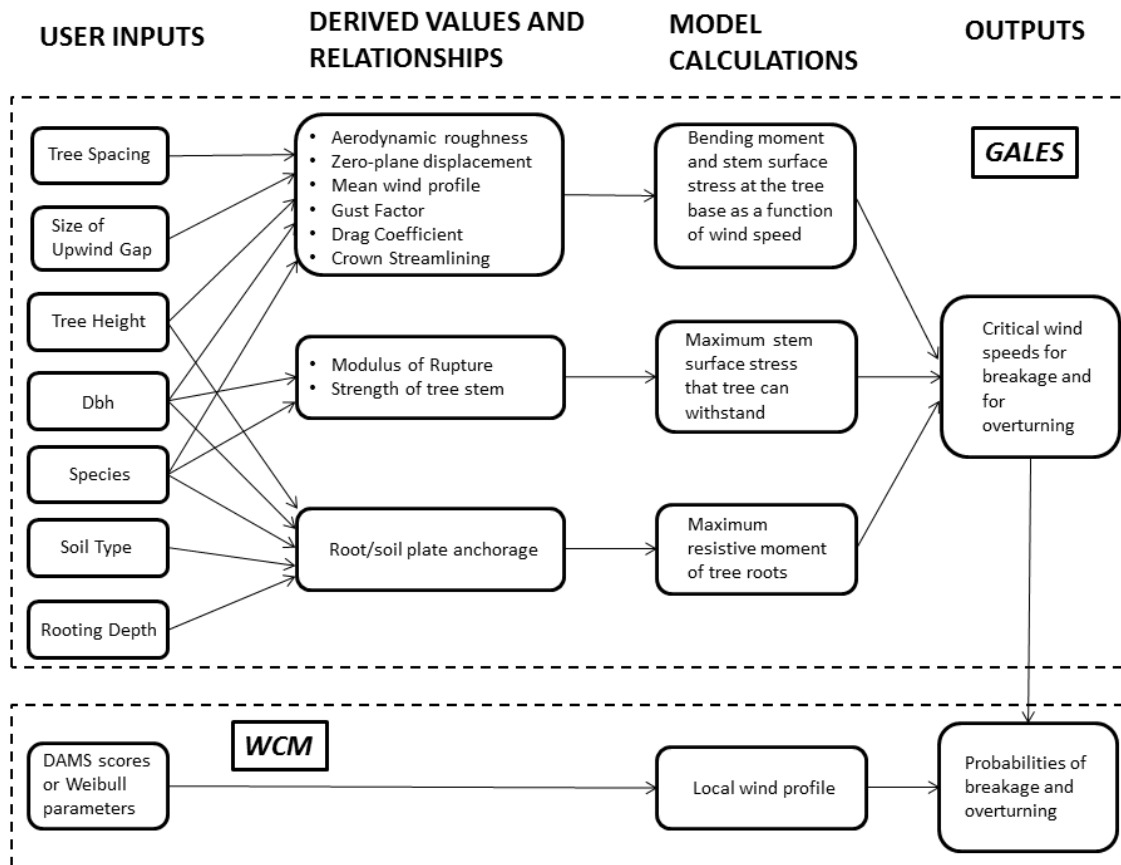 USER INPUTS
DERIVED VALUES AND
RELATIONSHIPS
MODEL
CALCULATIONS
OUTPUTS
GALES
Tree Spacing
Size of
Upwind Gap
Tree Height
Dbh
Species
Soil Type
Rooting Depth
• Aerodynamic roughness
• Zero-plane displacement
• Mean wind profile
• Gust Factor
• Drag Coefficient
• Crown Streamlining
• Modulus of Rupture
• Strength of tree stem
Root/soil plate anchorage
Bending moment
and stem surface
stress at the tree
base as a function
of wind speed
Maximum stem
surface stress
that tree can
withstand
Maximum
resistive moment
of tree roots
Critical wind
speeds for
breakage and
for
overturning
WCM
DAMS scores
or Weibull
parameters
Local wind profile
Probabilities of
breakage and
overturning